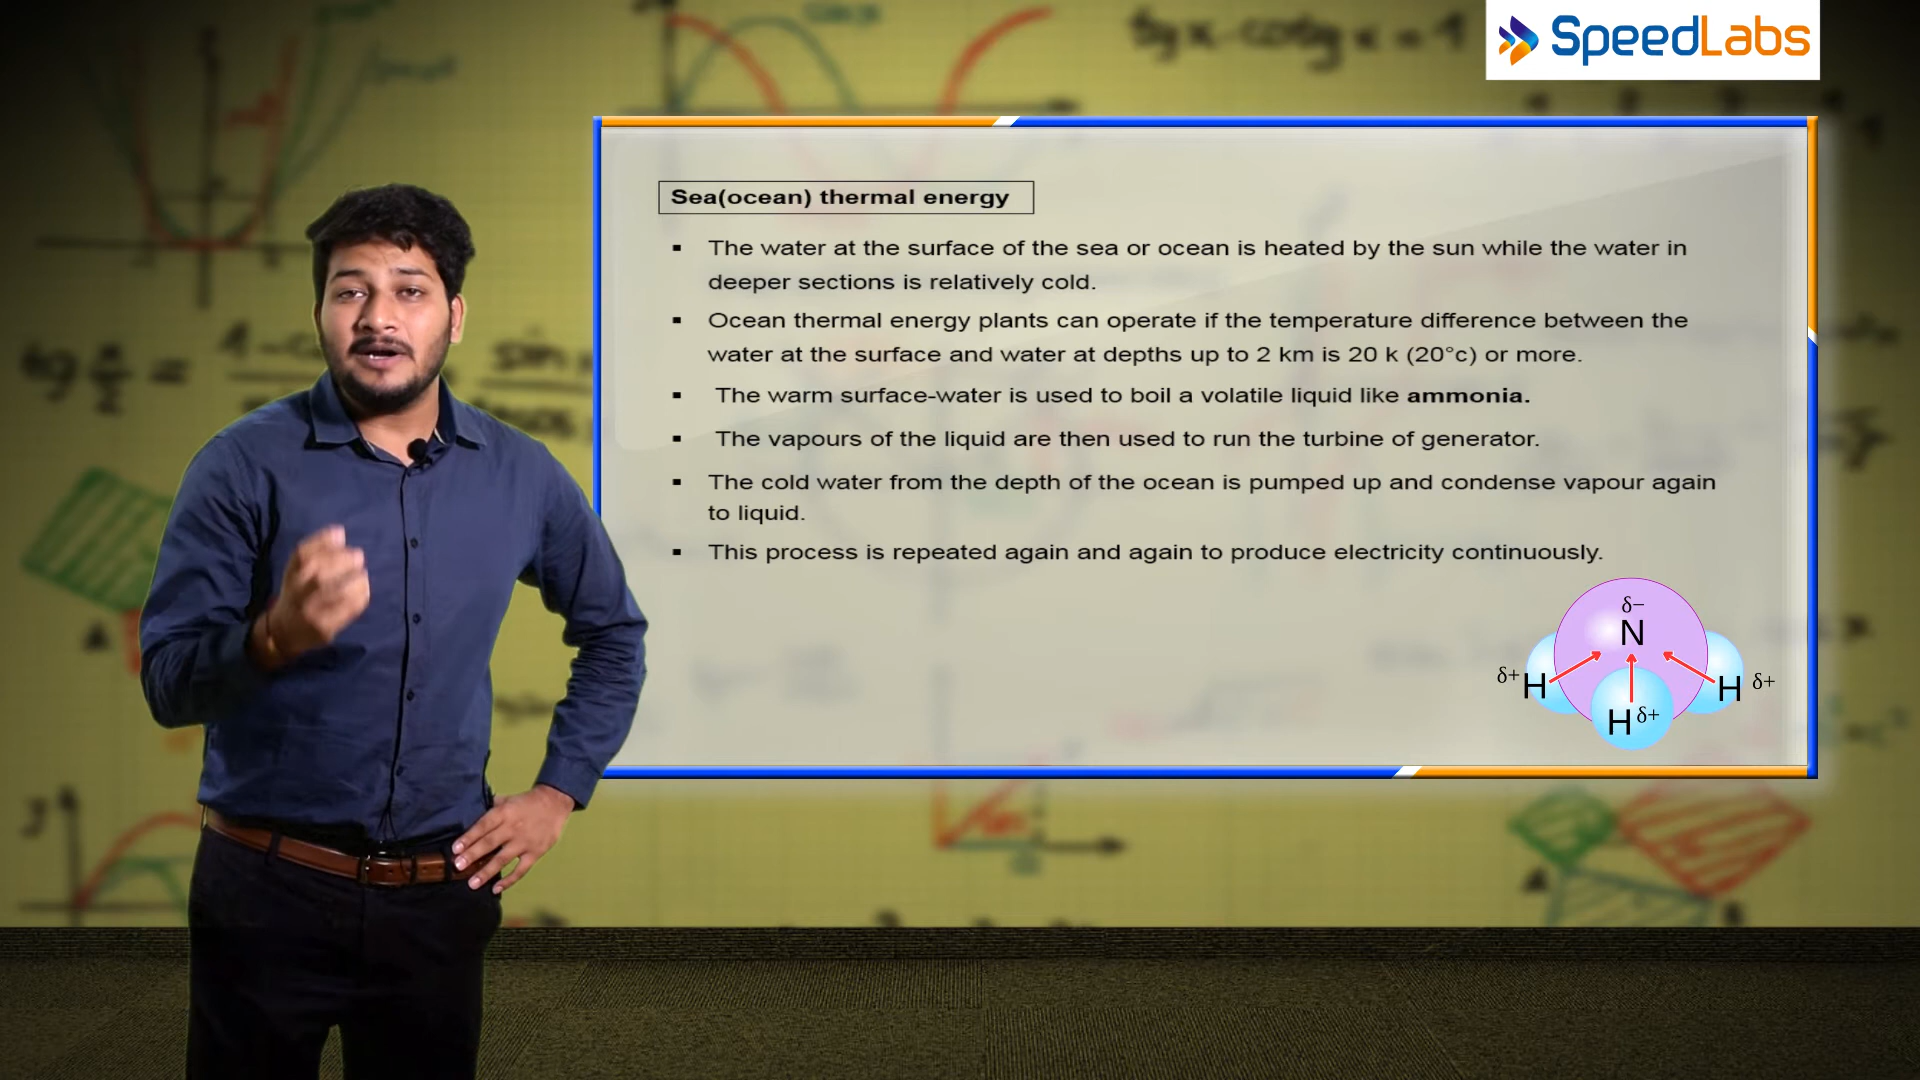 SpeedLabs
tgx·cotgx=1
Sea(ocean) thermal energy
▪ The water at the surface of the sea or ocean is heated by the sun while the water in
deeper sections is relatively cold.
▪ Ocean thermal energy plants can operate if the temperature difference between the
water at the surface and water at depths up to 2 km is 20 k (20°c) or more.
▪ The warm surface-water is used to boil a volatile liquid like ammonia.
▪ The vapours of the liquid are then used to run the turbine of generator.
▪ The cold water from the depth of the ocean is pumped up and condense vapour again
to liquid.
▪ This process is repeated again and again to produce electricity continuously.
δ−
N
δ+ H
H δ+
H δ+